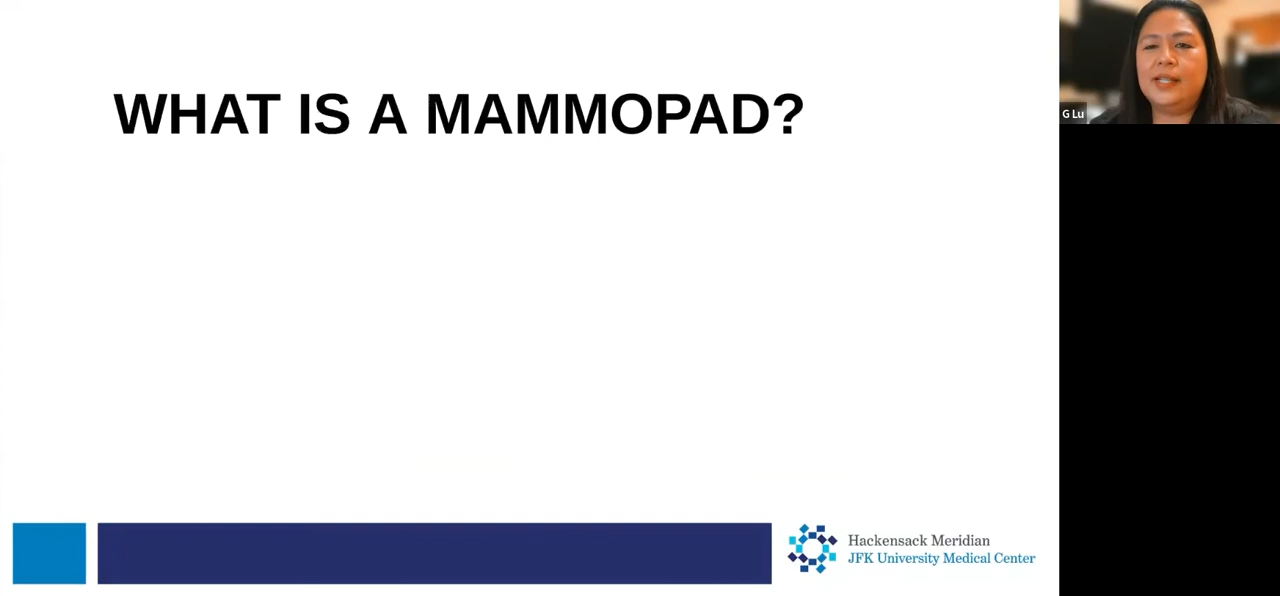 WHAT IS A MAMMOPAD?
G Lu
Hackensack Meridian
JFK University Medical Center